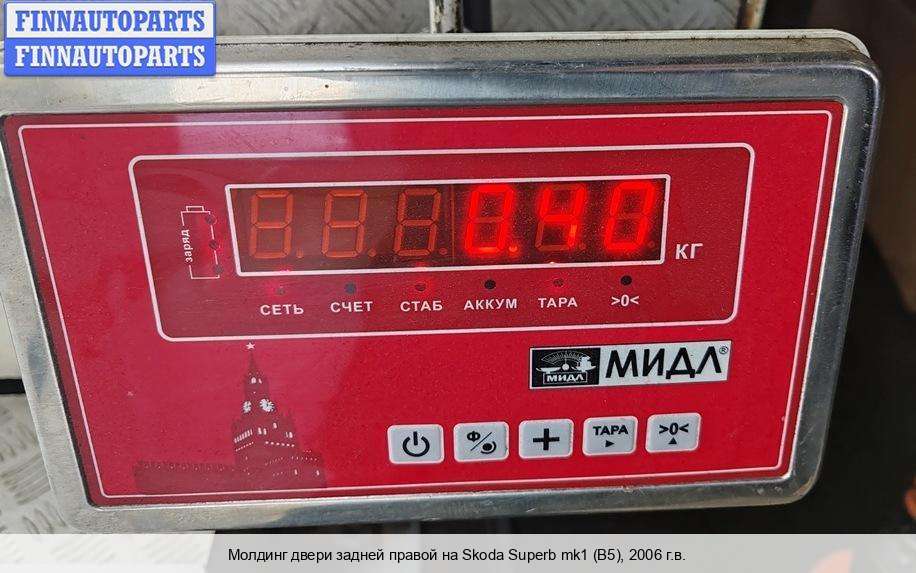 FINNAUTOPARTS
FINNAUTOPARTS
заряд
0.40 КГ
СЕТЬ СЧЕТ СТАБ АККУМ ТАРА >0<
МИДЛ МИДЛ®
Ф/ ТАРА >0<
Молдинг двери задней правой на Skoda Superb mk1 (B5), 2006 г.в.